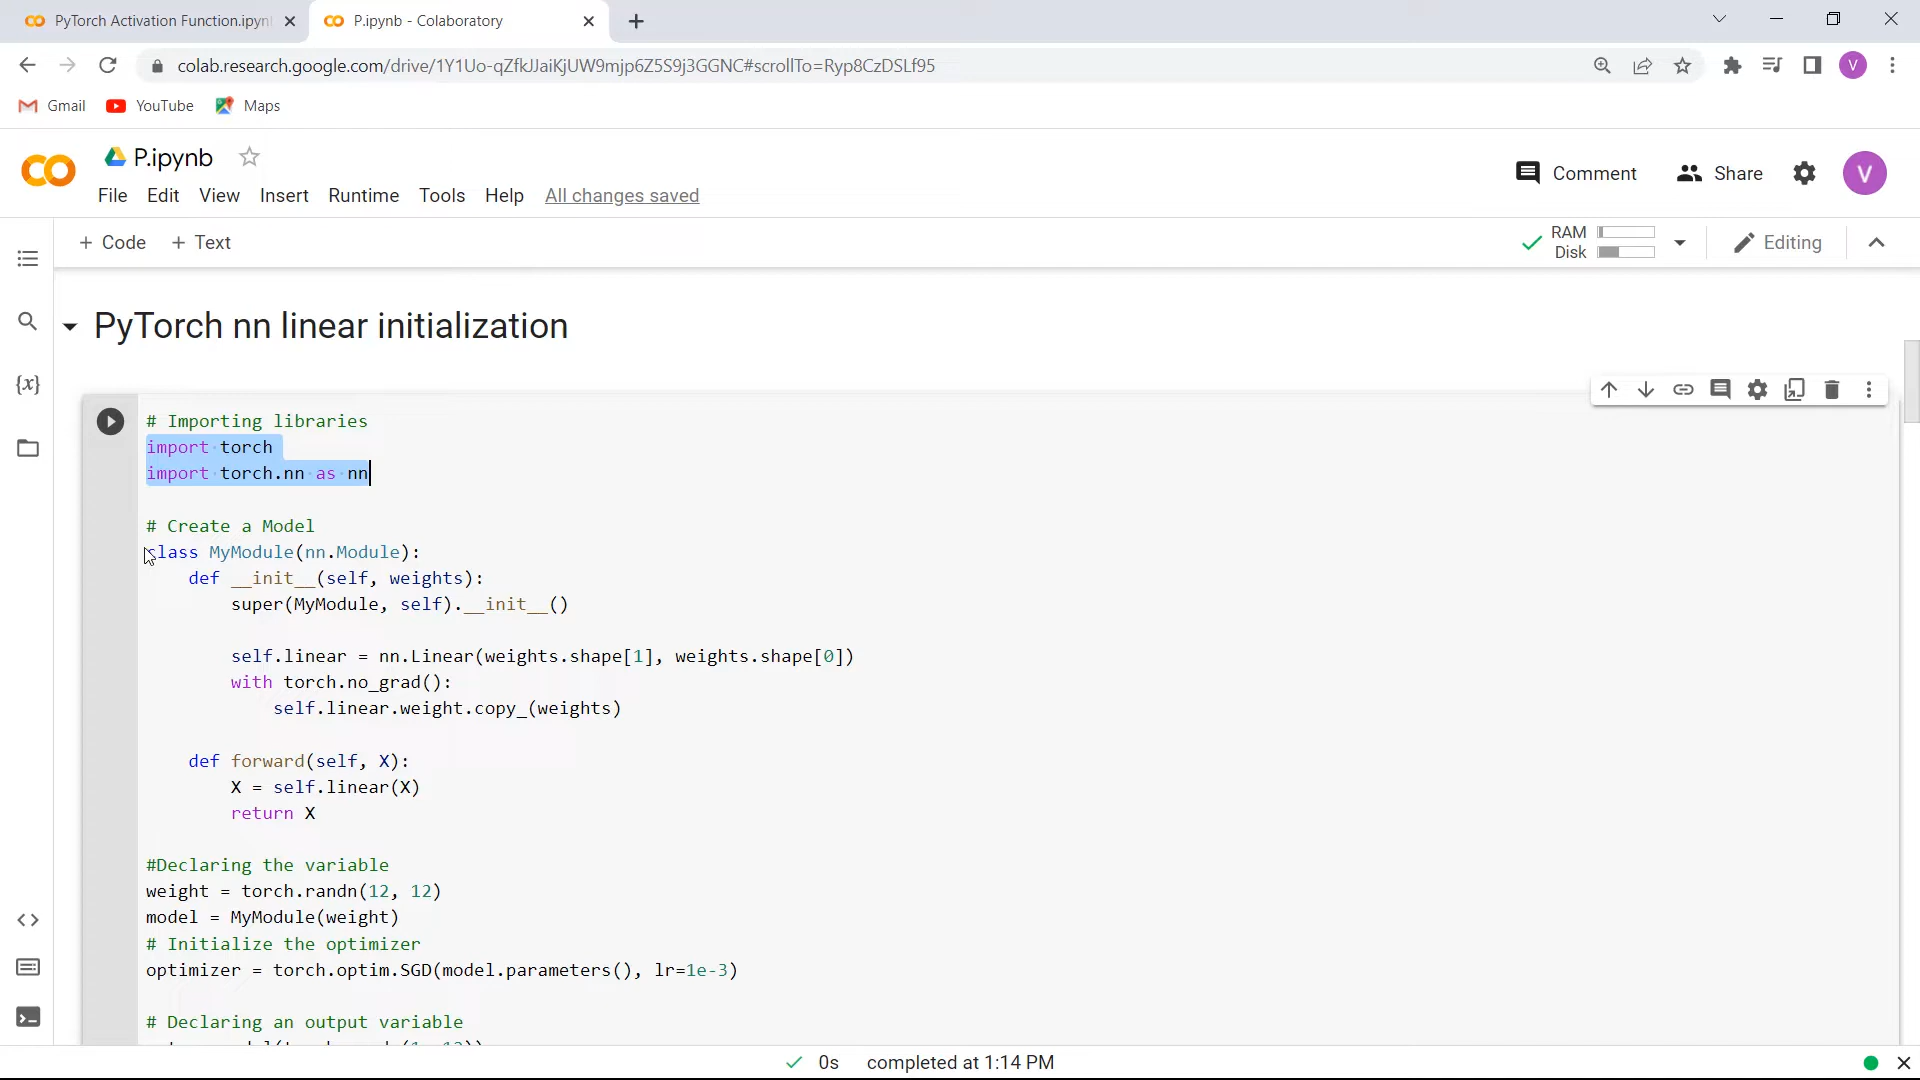 PyTorch Activation Function.ipyn
P.ipynb - Colaboratory
colab.research.google.com/drive/1Y1Uo-qZfkJJaiKjUW9mjp6Z5S9j3GGNC#scrollTo=Ryp8CzDSLf95
V
Gmail YouTube Maps
P.ipynb
Comment Share V
File Edit View Insert Runtime Tools Help All changes saved
+ Code + Text
RAM
Disk
Editing
PyTorch nn linear initialization
{x}
# Importing libraries
import torch
import torch.nn as nn
# Create a Model
class MyModule(nn.Module):
def __init__(self, weights):
super(MyModule, self).__init__()
self.linear = nn.Linear(weights.shape[1], weights.shape[0])
with torch.no_grad():
self.linear.weight.copy_(weights)
def forward(self, X):
X = self.linear(X)
return X
#Declaring the variable
weight = torch.randn(12, 12)
model = MyModule(weight)
# Initialize the optimizer
optimizer = torch.optim.SGD(model.parameters(), lr=1e-3)
# Declaring an output variable
0s completed at 1:14 PM